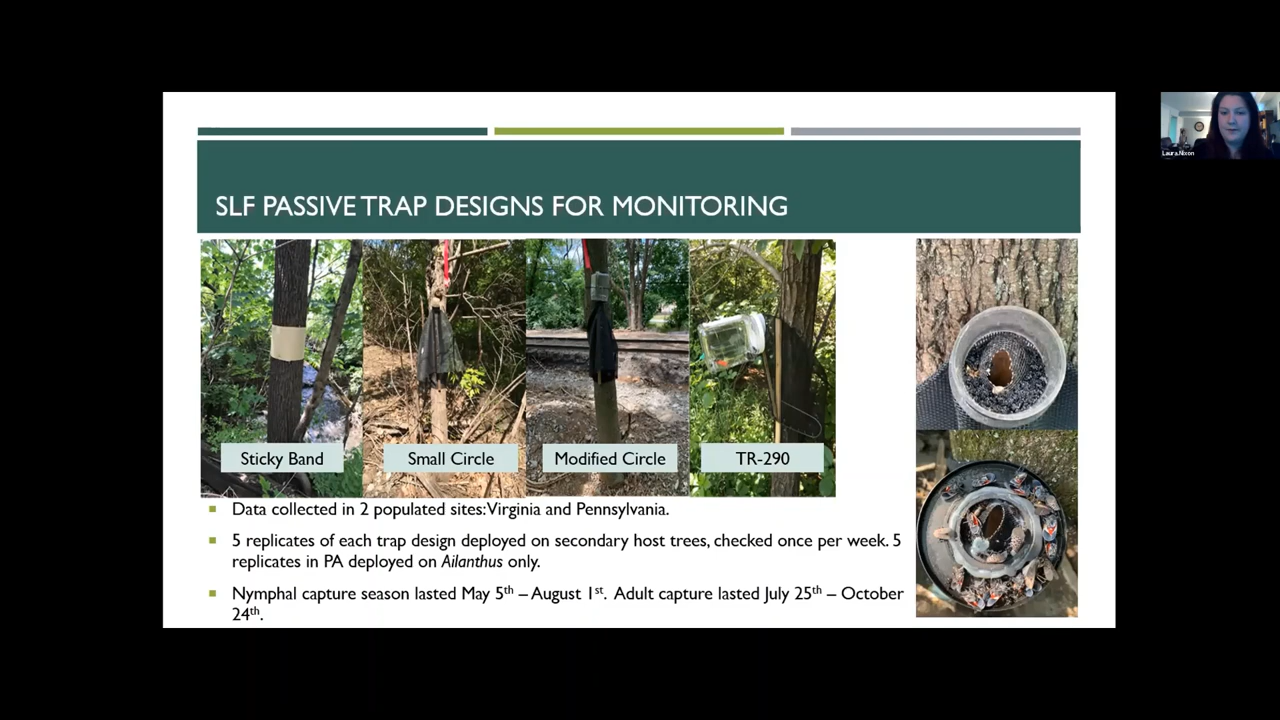 SLF PASSIVE TRAP DESIGNS FOR MONITORING
Laura Nixon
Sticky Band
Small Circle
Modified Circle
TR-290
Data collected in 2 populated sites: Virginia and Pennsylvania.
5 replicates of each trap design deployed on secondary host trees, checked once per week. 5
replicates in PA deployed on Ailanthus only.
Nymphal capture season lasted May 5th – August 1st. Adult capture lasted July 25th – October
24th.